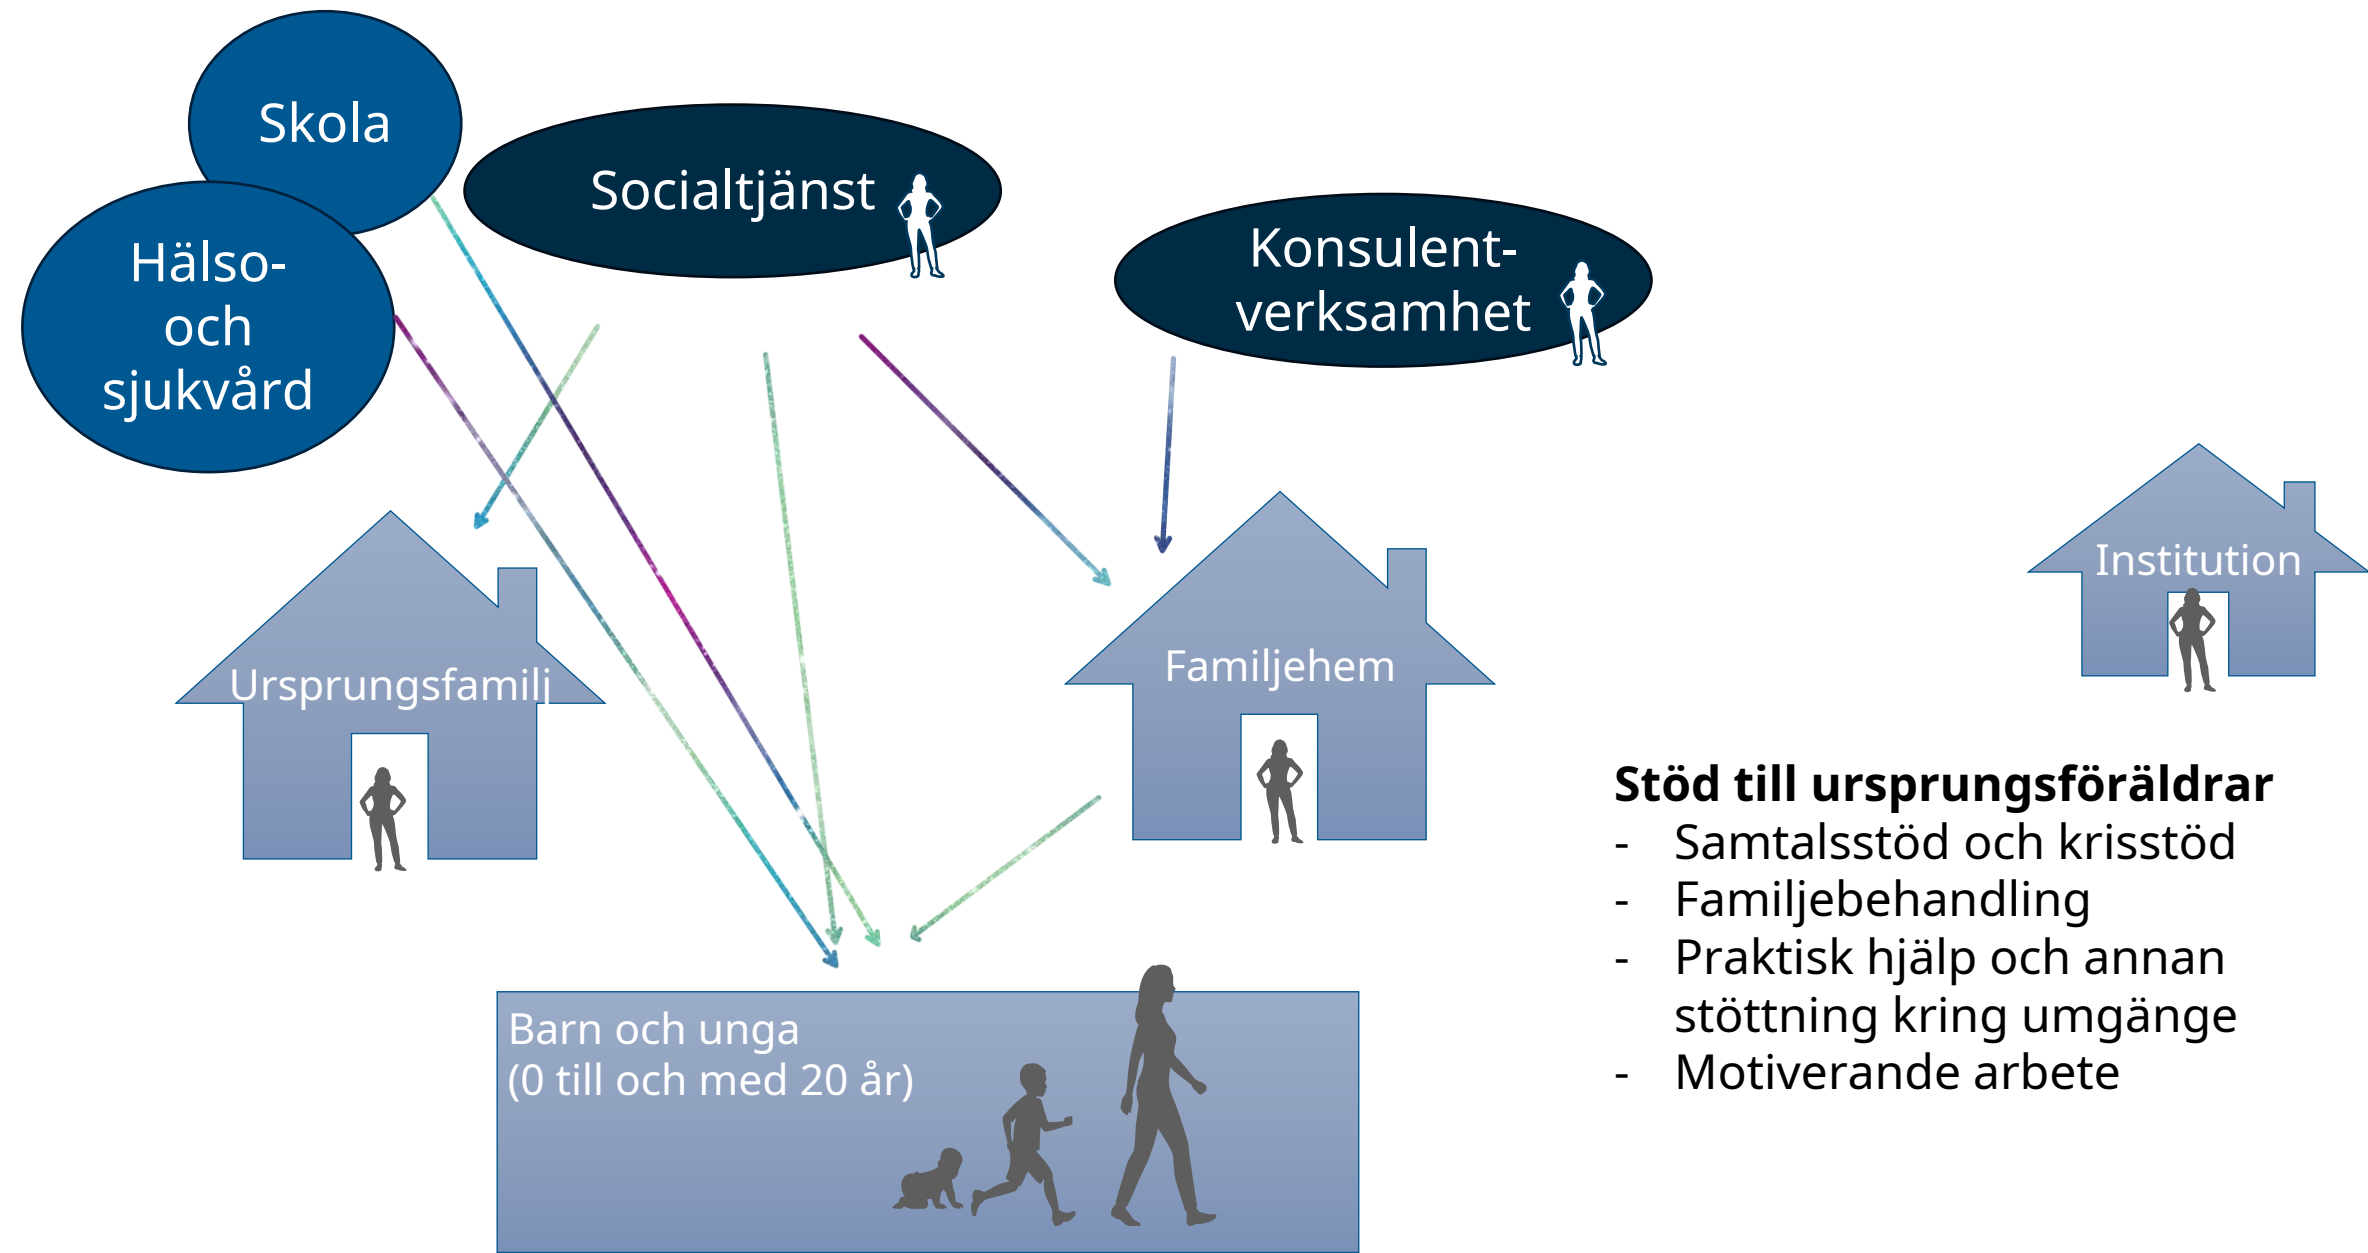 Skola
Hälso-
och
sjukvård
Socialtjänst
Konsulent-
verksamhet
Ursprungsfamilj
Familjehem
Institution
Stöd till ursprungsföräldrar
- Samtalsstöd och krisstöd
- Familjebehandling
- Praktisk hjälp och annan
stöttning kring umgänge
- Motiverande arbete
Barn och unga
(0 till och med 20 år)